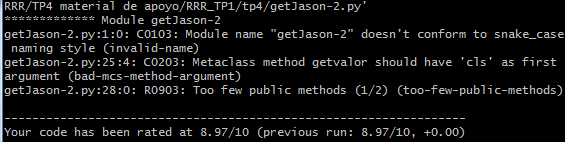 RRR/TP4 material de apoyo/RRR_TP1/tp4/getJason-2.py'
************* Module getJason-2
getJason-2.py:1:0: C0103: Module name "getJason-2" doesn't conform to snake_case
 naming style (invalid-name)
getJason-2.py:25:4: C0203: Metaclass method getvalor should have 'cls' as first
argument (bad-mcs-method-argument)
getJason-2.py:28:0: R0903: Too few public methods (1/2) (too-few-public-methods)
------------------------------------------------------------------
Your code has been rated at 8.97/10 (previous run: 8.97/10, +0.00)